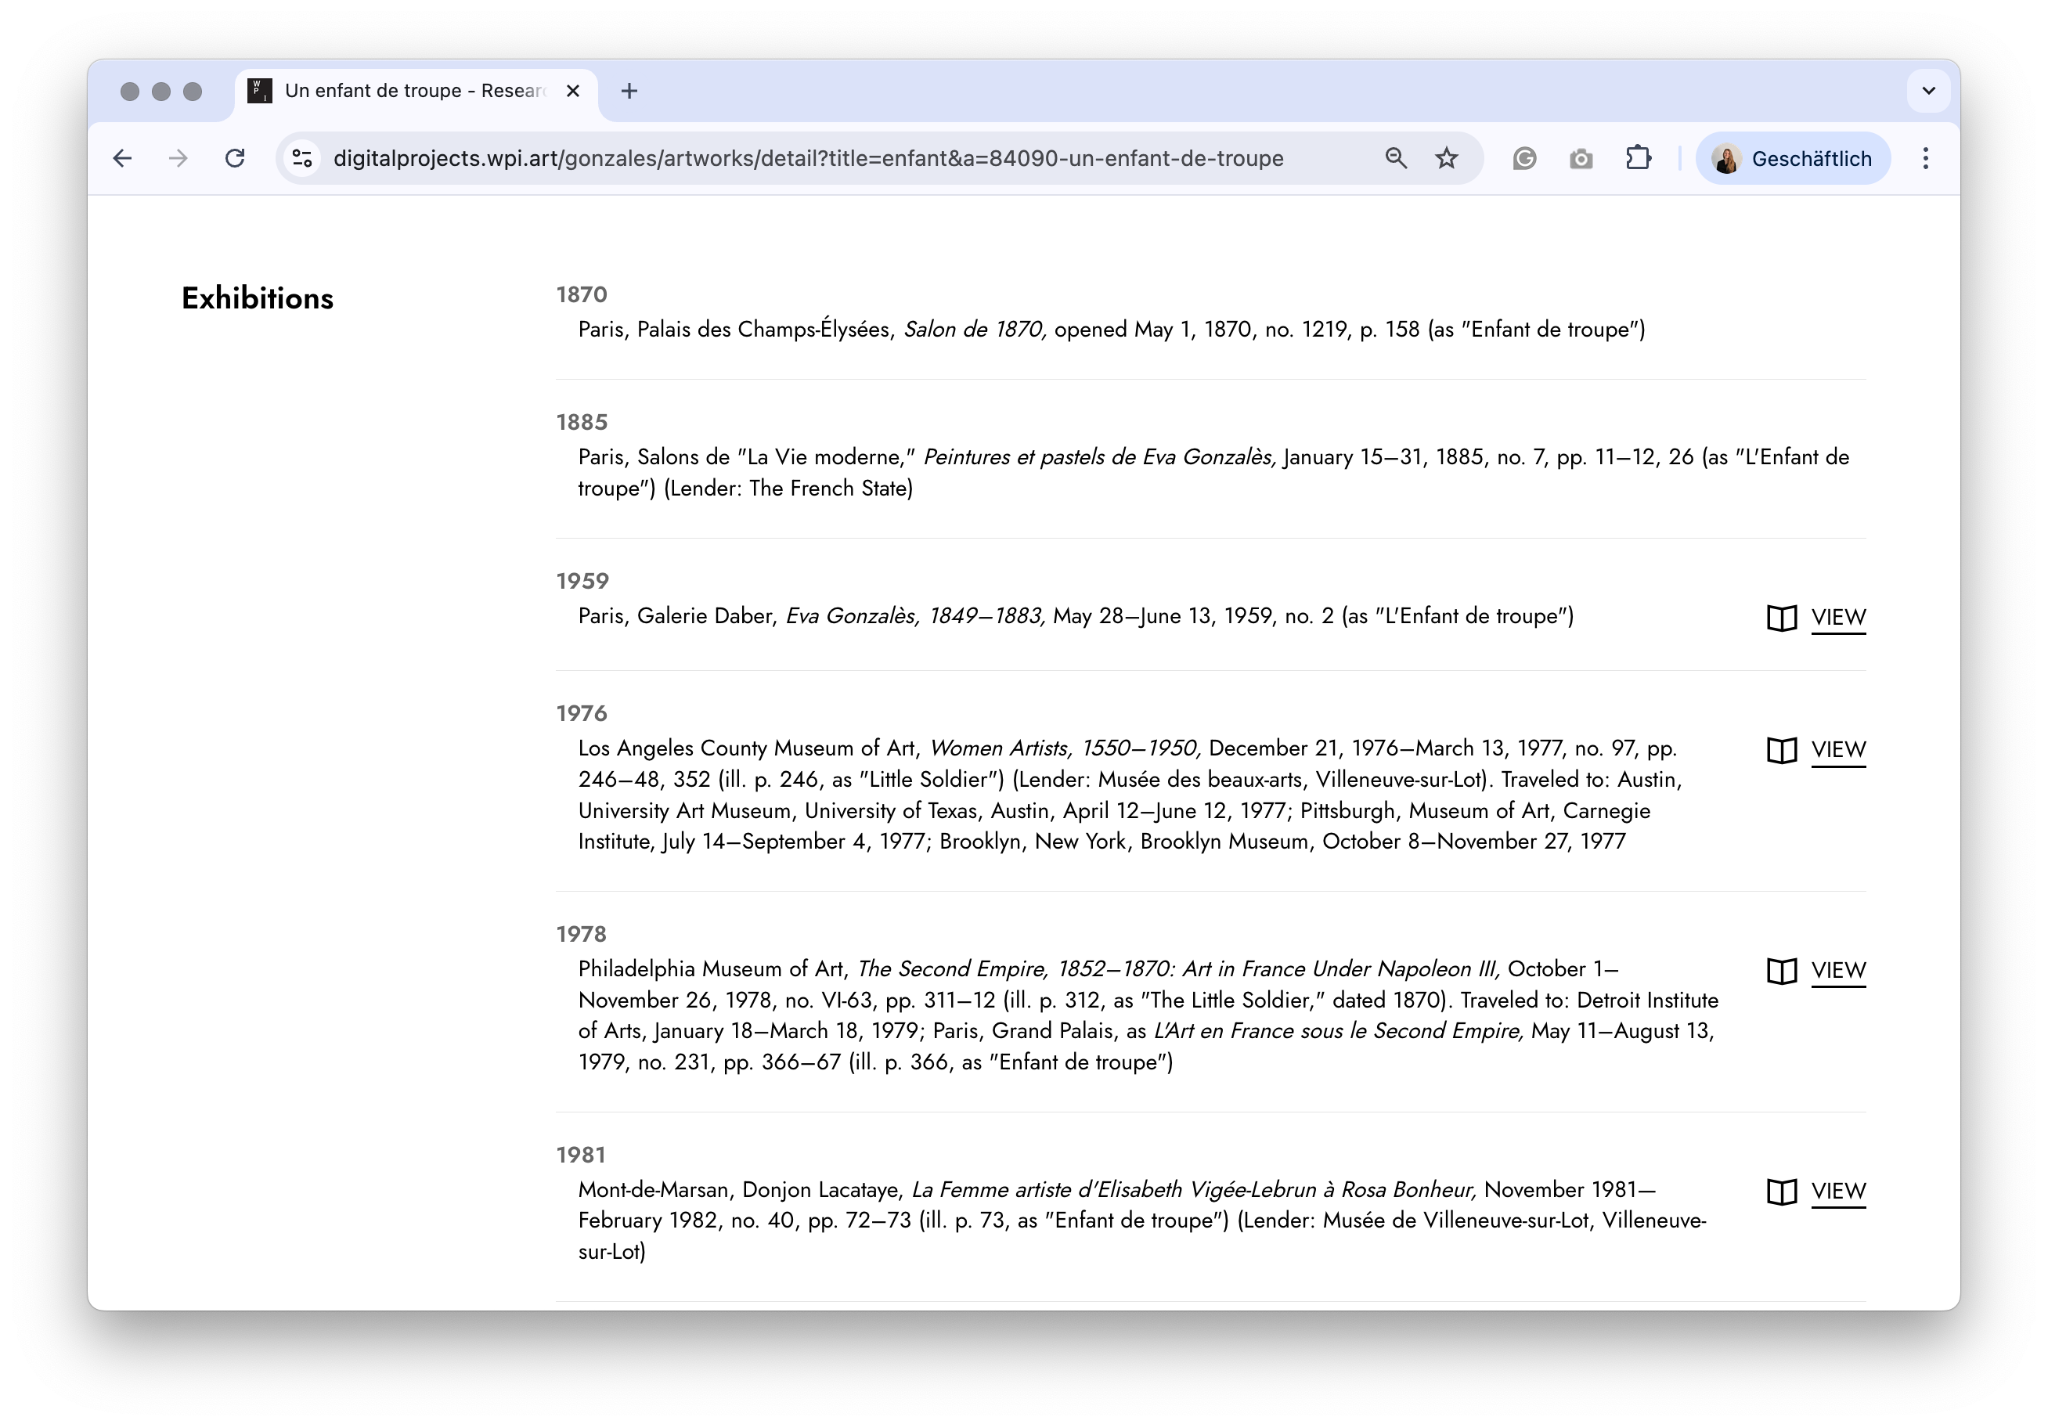 W
P
I
Un enfant de troupe - Resear
digitalprojects.wpi.art/gonzales/artworks/detail?title=enfant&a=84090-un-enfant-de-troupe
Geschäftlich
Exhibitions
1870
Paris, Palais des Champs-Élysées, Salon de 1870, opened May 1, 1870, no. 1219, p. 158 (as "Enfant de troupe")
1885
Paris, Salons de "La Vie moderne," Peintures et pastels de Eva Gonzalès, January 15–31, 1885, no. 7, pp. 11–12, 26 (as "L'Enfant de
troupe") (Lender: The French State)
1959
Paris, Galerie Daber, Eva Gonzalès, 1849–1883, May 28–June 13, 1959, no. 2 (as "L'Enfant de troupe")
VIEW
1976
Los Angeles County Museum of Art, Women Artists, 1550–1950, December 21, 1976–March 13, 1977, no. 97, pp.
246–48, 352 (ill. p. 246, as "Little Soldier") (Lender: Musée des beaux-arts, Villeneuve-sur-Lot). Traveled to: Austin,
University Art Museum, University of Texas, Austin, April 12–June 12, 1977; Pittsburgh, Museum of Art, Carnegie
Institute, July 14–September 4, 1977; Brooklyn, New York, Brooklyn Museum, October 8–November 27, 1977
VIEW
1978
Philadelphia Museum of Art, The Second Empire, 1852–1870: Art in France Under Napoleon III, October 1–
November 26, 1978, no. VI-63, pp. 311–12 (ill. p. 312, as "The Little Soldier," dated 1870). Traveled to: Detroit Institute
of Arts, January 18–March 18, 1979; Paris, Grand Palais, as L'Art en France sous le Second Empire, May 11–August 13,
1979, no. 231, pp. 366–67 (ill. p. 366, as "Enfant de troupe")
VIEW
1981
Mont-de-Marsan, Donjon Lacataye, La Femme artiste d'Elisabeth Vigée-Lebrun à Rosa Bonheur, November 1981—
February 1982, no. 40, pp. 72–73 (ill. p. 73, as "Enfant de troupe") (Lender: Musée de Villeneuve-sur-Lot, Villeneuve-
sur-Lot)
VIEW